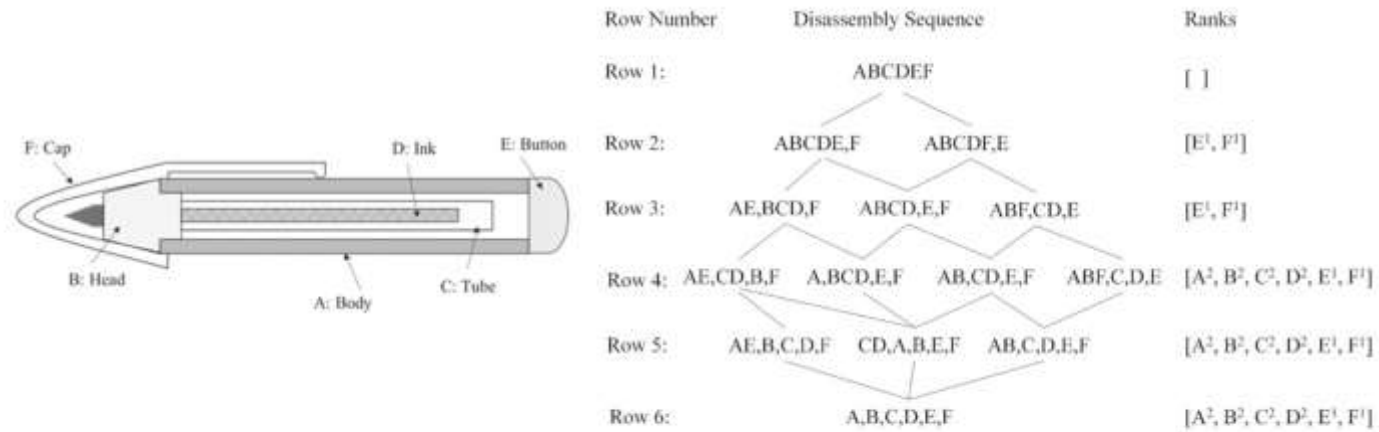 F: Cap
D: Ink
E: Button
B: Head
A: Body
C: Tube
Row Number Disassembly Sequence Ranks
Row 1: ABCDEF [ ]
Row 2: ABCDE,F ABCDF,E [E¹, F¹]
Row 3: AE,BCD,F ABCD,E,F ABF,CD,E [E¹, F¹]
Row 4: AE,CD,B,F A,BCD,E,F AB,CD,E,F ABF,C,D,E [A², B², C², D², E¹, F¹]
Row 5: AE,B,C,D,F CD,A,B,E,F AB,C,D,E,F [A², B², C², D², E¹, F¹]
Row 6: A,B,C,D,E,F [A², B², C², D², E¹, F¹]